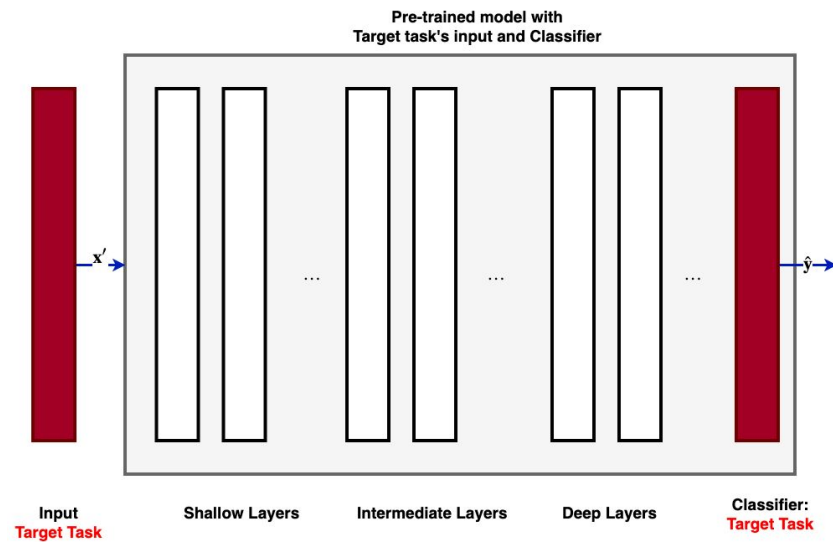 Pre-trained model with
Target task's input and Classifier
x′
...
...
...
ŷ
Input
Target Task
Shallow Layers
Intermediate Layers
Deep Layers
Classifier:
Target Task